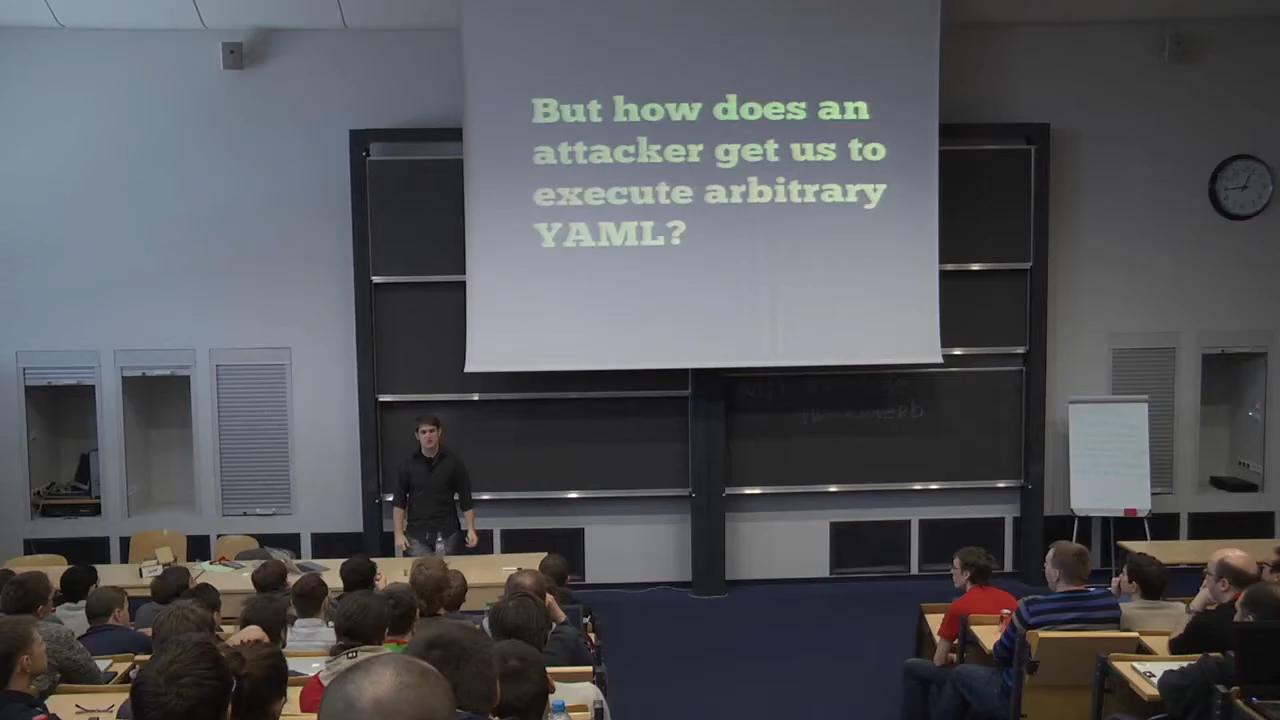 But how does an
attacker get us to
execute arbitrary
YAML?